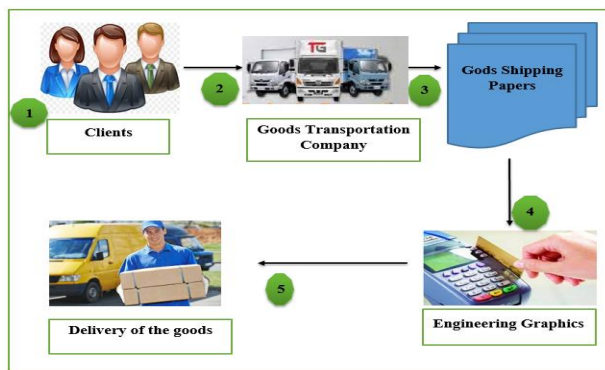 1
Clients
2
TG
Goods Transportation
Company
3
Gods Shipping
Papers
4
Engineering Graphics
5
Delivery of the goods